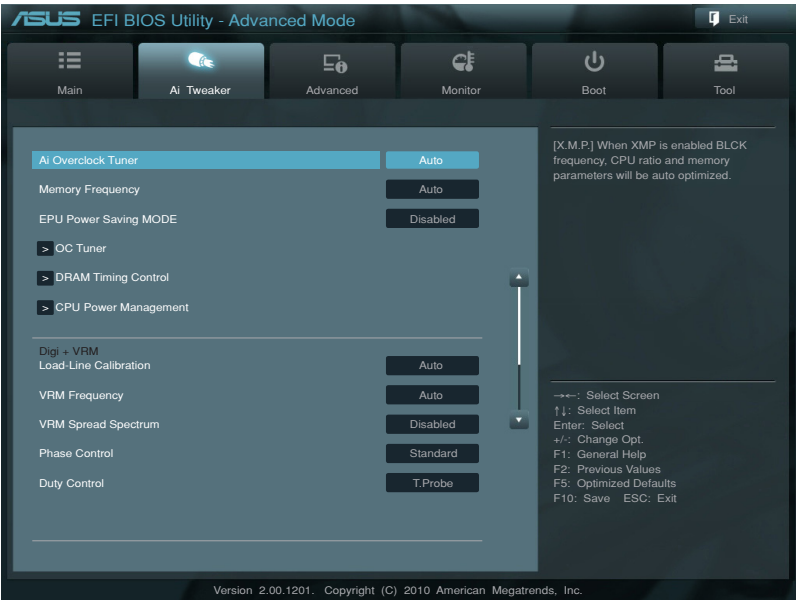 ASUS EFI BIOS Utility - Advanced Mode
Exit
Main
Ai Tweaker
Advanced
Monitor
Boot
Tool
Ai Overclock Tuner Auto
Memory Frequency Auto
EPU Power Saving MODE Disabled
> OC Tuner
> DRAM Timing Control
> CPU Power Management
Digi + VRM
Load-Line Calibration Auto
VRM Frequency Auto
VRM Spread Spectrum Disabled
Phase Control Standard
Duty Control T.Probe
[X.M.P.] When XMP is enabled BLCK
frequency, CPU ratio and memory
parameters will be auto optimized.
→←: Select Screen
↑↓: Select Item
Enter: Select
+/-: Change Opt.
F1: General Help
F2: Previous Values
F5: Optimized Defaults
F10: Save ESC: Exit
Version 2.00.1201. Copyright (C) 2010 American Megatrends, Inc.